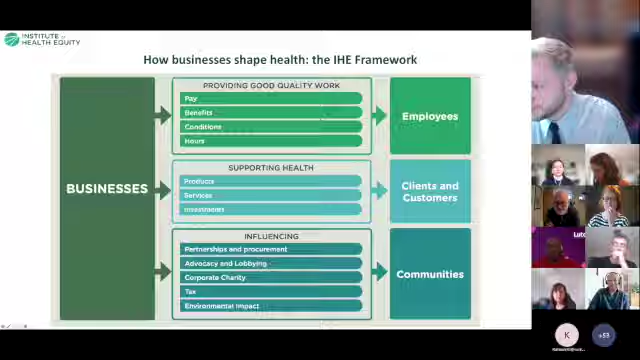 INSTITUTE of
HEALTH EQUITY
How businesses shape health: the IHE Framework
BUSINESSES
PROVIDING GOOD QUALITY WORK
Pay
Benefits
Conditions
Hours
Employees
SUPPORTING HEALTH
Products
Services
Investments
Clients and
Customers
INFLUENCING
Partnerships and procurement
Advocacy and Lobbying
Corporate Charity
Tax
Environmental Impact
Communities
K
+53